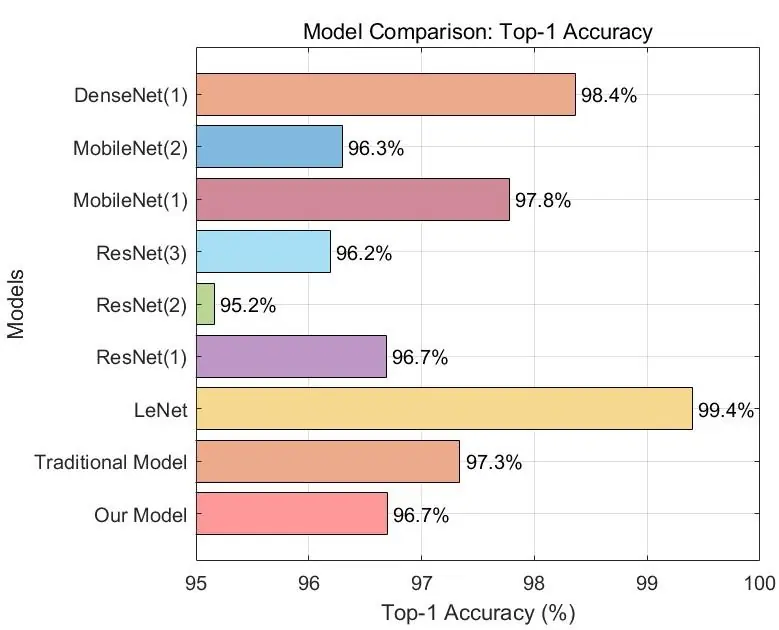 Model Comparison: Top-1 Accuracy
DenseNet(1) 98.4%
MobileNet(2) 96.3%
MobileNet(1) 97.8%
ResNet(3) 96.2%
ResNet(2) 95.2%
ResNet(1) 96.7%
LeNet 99.4%
Traditional Model 97.3%
Our Model 96.7%
Models
95 96 97 98 99 100
Top-1 Accuracy (%)